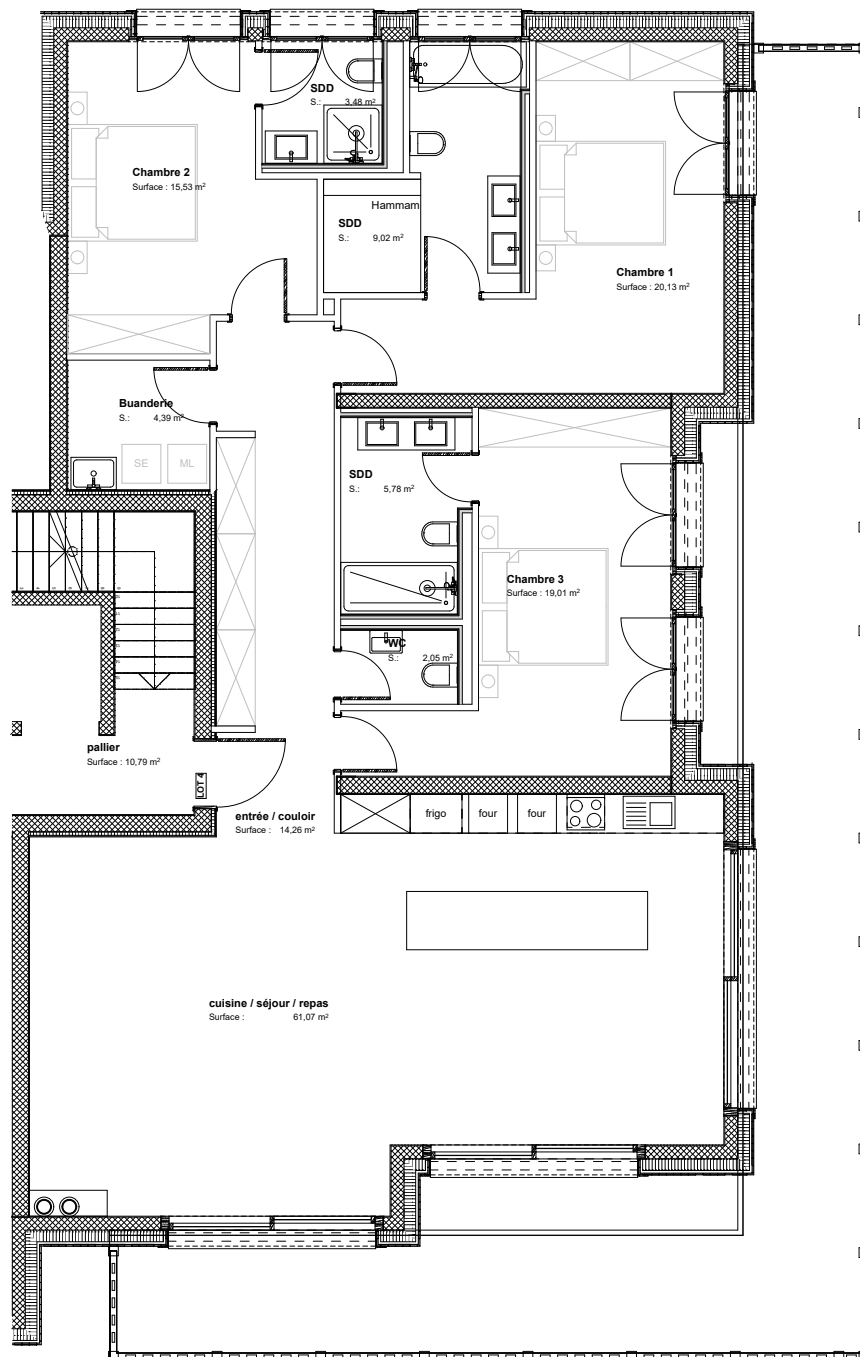 SDD
S.: 3,48 m²
Chambre 2
Surface : 15,53 m²
Hammam
SDD
S.: 9,02 m²
Chambre 1
Surface : 20,13 m²
Buanderie
S.: 4,39 m²
SE
ML
SDD
S.: 5,78 m²
Chambre 3
Surface : 19,01 m²
WC
S.: 2,05 m²
pallier
Surface : 10,79 m²
LOT 4
entrée / couloir
Surface : 14,26 m²
frigo
four
four
cuisine / séjour / repas
Surface : 61,07 m²